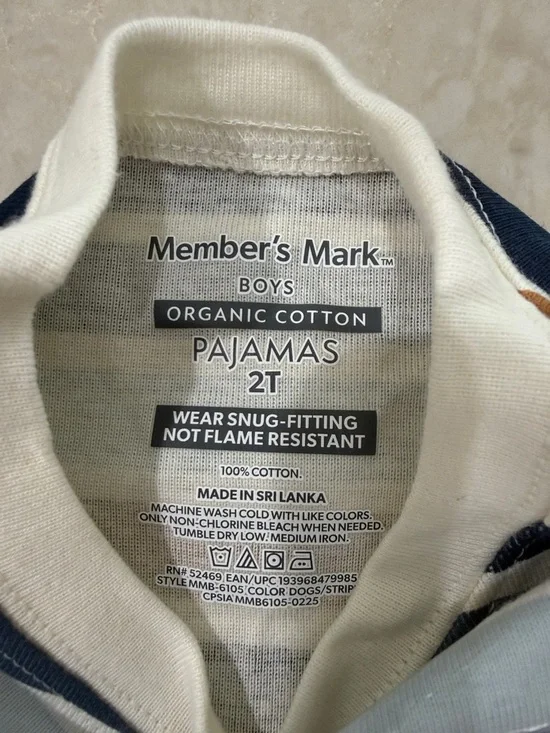 Member's Mark™
BOYS
ORGANIC COTTON
PAJAMAS
2T
WEAR SNUG-FITTING
NOT FLAME RESISTANT
100% COTTON.
MADE IN SRI LANKA
MACHINE WASH COLD WITH LIKE COLORS.
ONLY NON-CHLORINE BLEACH WHEN NEEDED.
TUMBLE DRY LOW. MEDIUM IRON.
RN# 52469 EAN/UPC 193968479985
STYLE MMB-6105 COLOR DOGS/STRIP
CPSIA MMB6105-0225